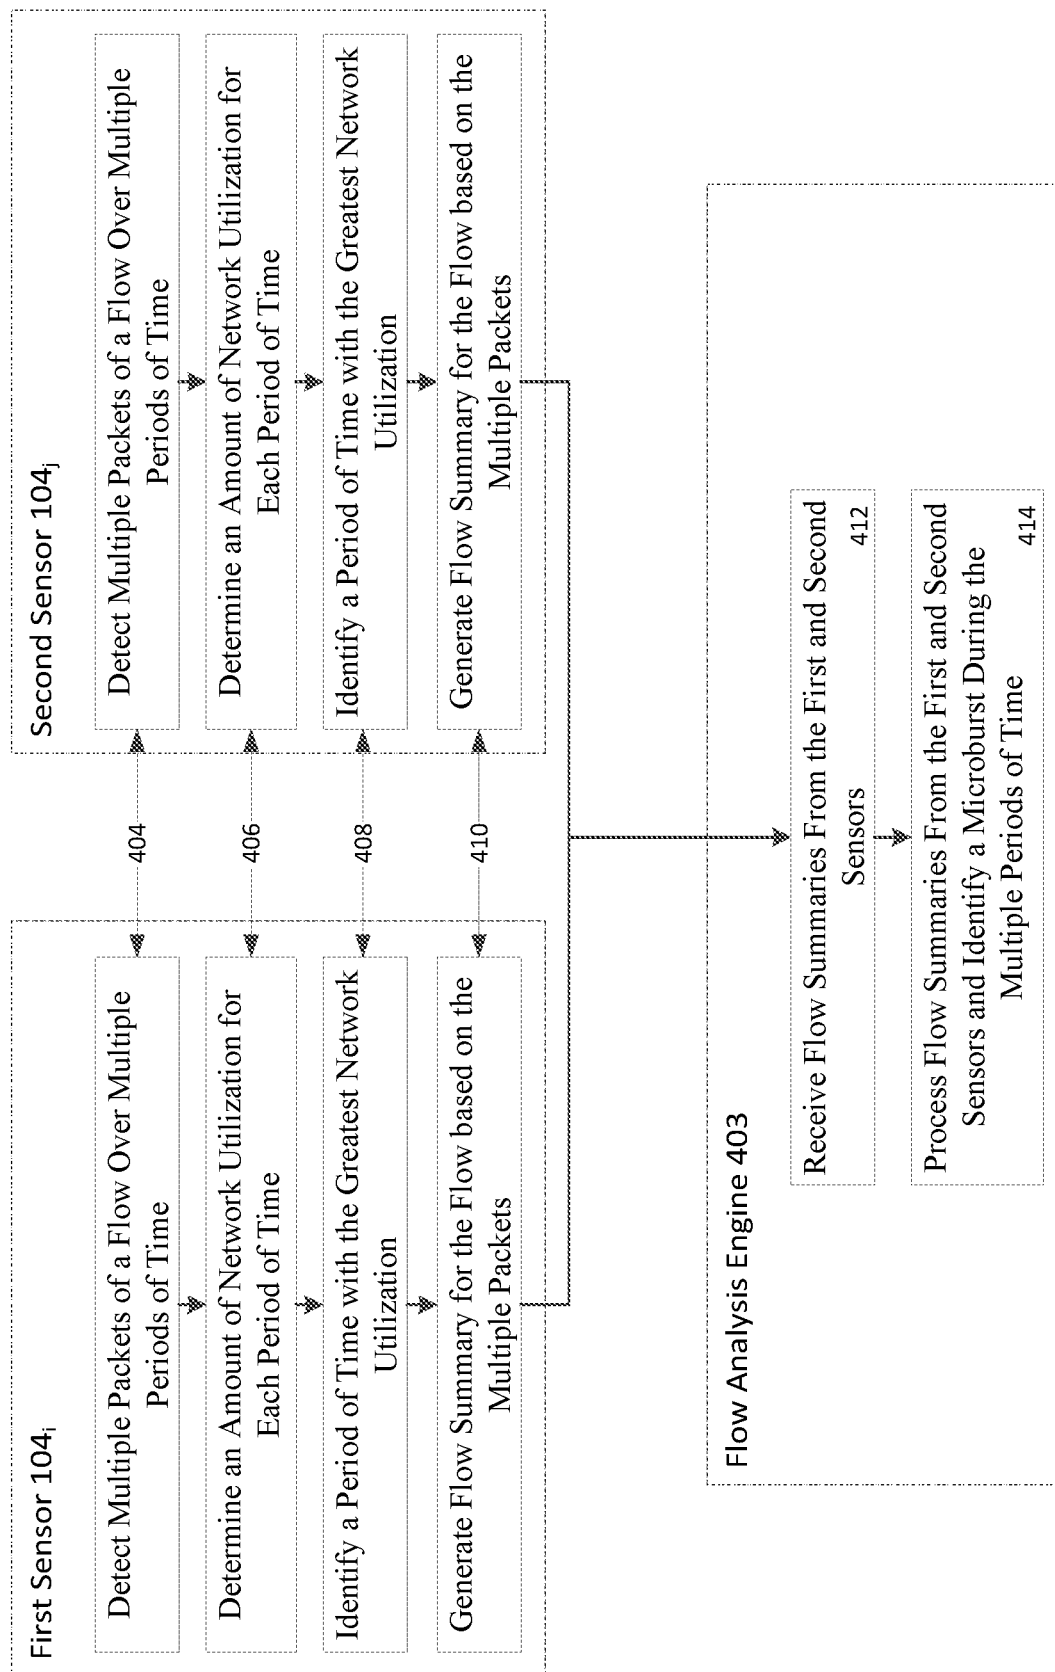 First Sensor 104i
Detect Multiple Packets of a Flow Over Multiple
Periods of Time
Determine an Amount of Network Utilization for
Each Period of Time
Identify a Period of Time with the Greatest Network
Utilization
Generate Flow Summary for the Flow based on the
Multiple Packets
404
406
408
410
Second Sensor 104j
Detect Multiple Packets of a Flow Over Multiple
Periods of Time
Determine an Amount of Network Utilization for
Each Period of Time
Identify a Period of Time with the Greatest Network
Utilization
Generate Flow Summary for the Flow based on the
Multiple Packets
Flow Analysis Engine 403
Receive Flow Summaries From the First and Second
Sensors
412
Process Flow Summaries From the First and Second
Sensors and Identify a Microburst During the
Multiple Periods of Time
414